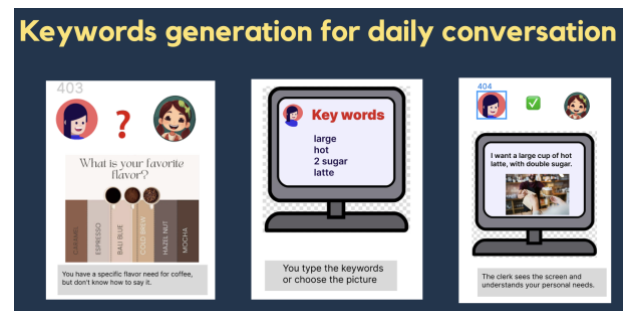 Keywords generation for daily conversation
403
?
What is your favorite
flavor?
CARAMEL
ESPRESSO
BALI BLUE
COLD BREW
HAZEL NUT
MOCHA
You have a specific flavor need for coffee,
but don't know how to say it.
Key words
large
hot
2 sugar
latte
You type the keywords
or choose the picture
404
I want a large cup of hot
latte, with double sugar.
The clerk sees the screen and
understands your personal needs.